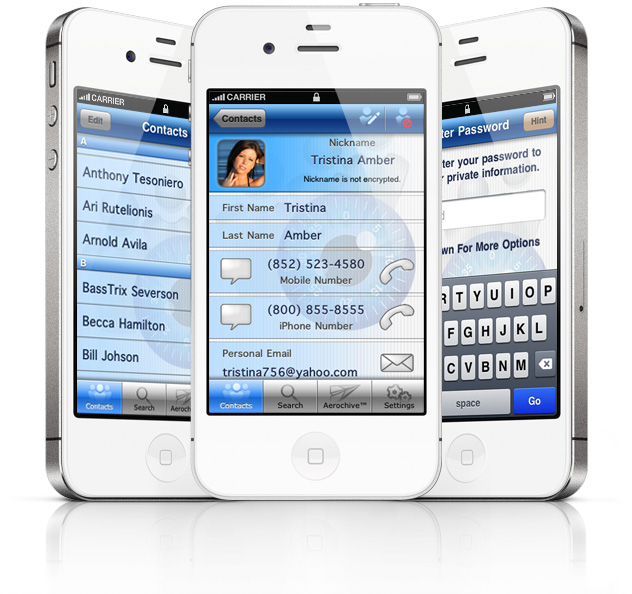 CARRIER
Edit
Contacts
A
Anthony Tesoniero
Ari Rutelionis
Arnold Avila
B
BassTrix Severson
Becca Hamilton
Bill Johson
Contacts
Search
Aeroch
CARRIER
Contacts
Nickname
Tristina Amber
Nickname is not encrypted.
First Name Tristina
Last Name Amber
(852) 523-4580
Mobile Number
(800) 855-8555
iPhone Number
Personal Email
tristina756@yahoo.com
Contacts
Search
Aerochive™
Settings
ter Password
Hint
ter your password to
private information.
d
wn For More Options
R T Y U I O P
F G H J K L
C V B N M
space
Go